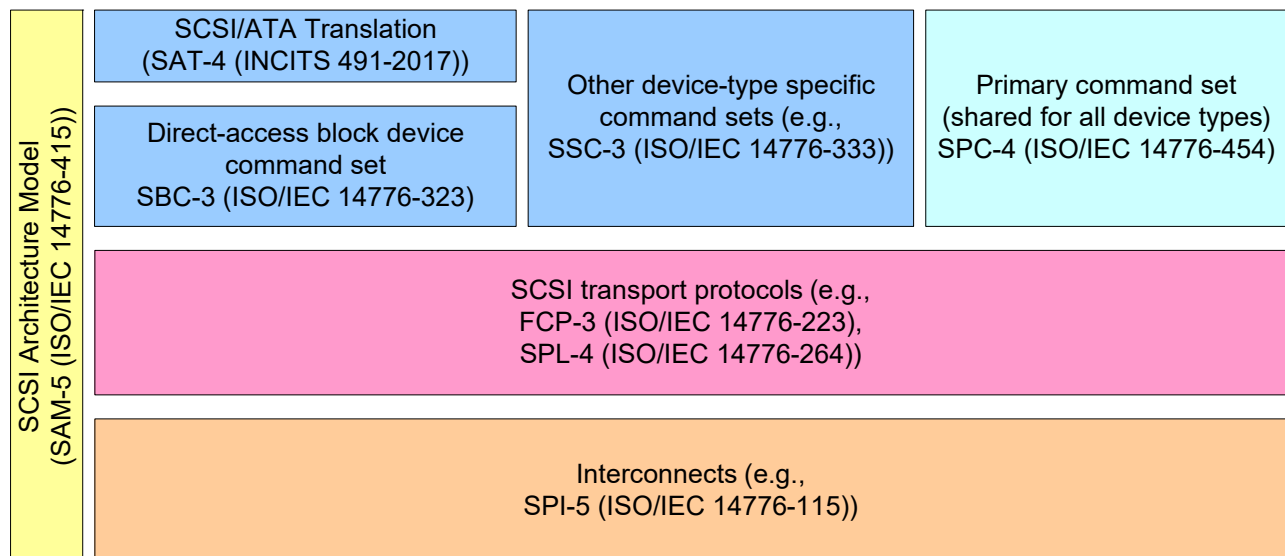 SCSI Architecture Model
(SAM-5 (ISO/IEC 14776-415))
SCSI/ATA Translation
(SAT-4 (INCITS 491-2017))
Direct-access block device
command set
SBC-3 (ISO/IEC 14776-323)
Other device-type specific
command sets (e.g.,
SSC-3 (ISO/IEC 14776-333))
Primary command set
(shared for all device types)
SPC-4 (ISO/IEC 14776-454)
SCSI transport protocols (e.g.,
FCP-3 (ISO/IEC 14776-223),
SPL-4 (ISO/IEC 14776-264))
Interconnects (e.g.,
SPI-5 (ISO/IEC 14776-115))